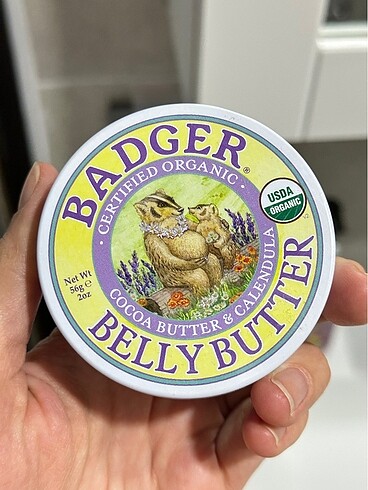 BADGER®
· CERTIFIED ORGANIC ·
USDA
ORGANIC
Net Wt
56g ℮
2oz
COCOA BUTTER & CALENDULA
BELLY BUTTER